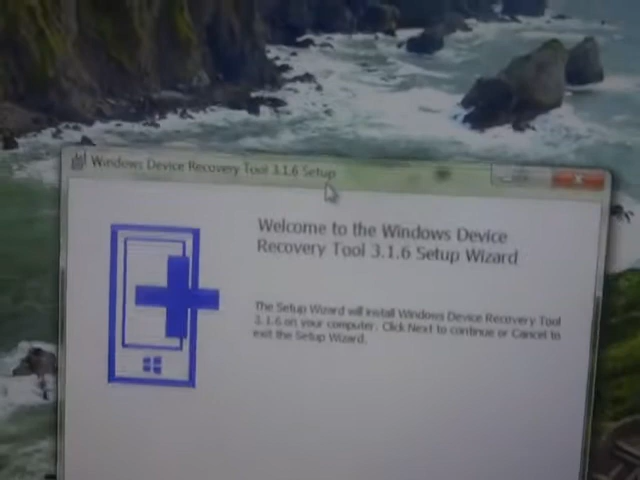 Windows Device Recovery Tool 3.1.6 Setup
Welcome to the Windows Device
Recovery Tool 3.1.6 Setup Wizard
The Setup Wizard will install Windows Device Recovery Tool
3.1.6 on your computer. Click Next to continue or Cancel to
exit the Setup Wizard.